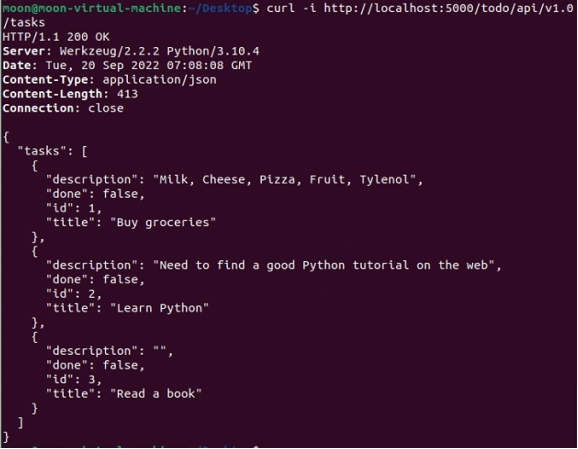 moon@moon-virtual-machine:~/Desktop$ curl -i http://localhost:5000/todo/api/v1.0
/tasks
HTTP/1.1 200 OK
Server: Werkzeug/2.2.2 Python/3.10.4
Date: Tue, 20 Sep 2022 07:08:08 GMT
Content-Type: application/json
Content-Length: 413
Connection: close

{
  "tasks": [
    {
      "description": "Milk, Cheese, Pizza, Fruit, Tylenol",
      "done": false,
      "id": 1,
      "title": "Buy groceries"
    },
    {
      "description": "Need to find a good Python tutorial on the web",
      "done": false,
      "id": 2,
      "title": "Learn Python"
    },
    {
      "description": "",
      "done": false,
      "id": 3,
      "title": "Read a book"
    }
  ]
}